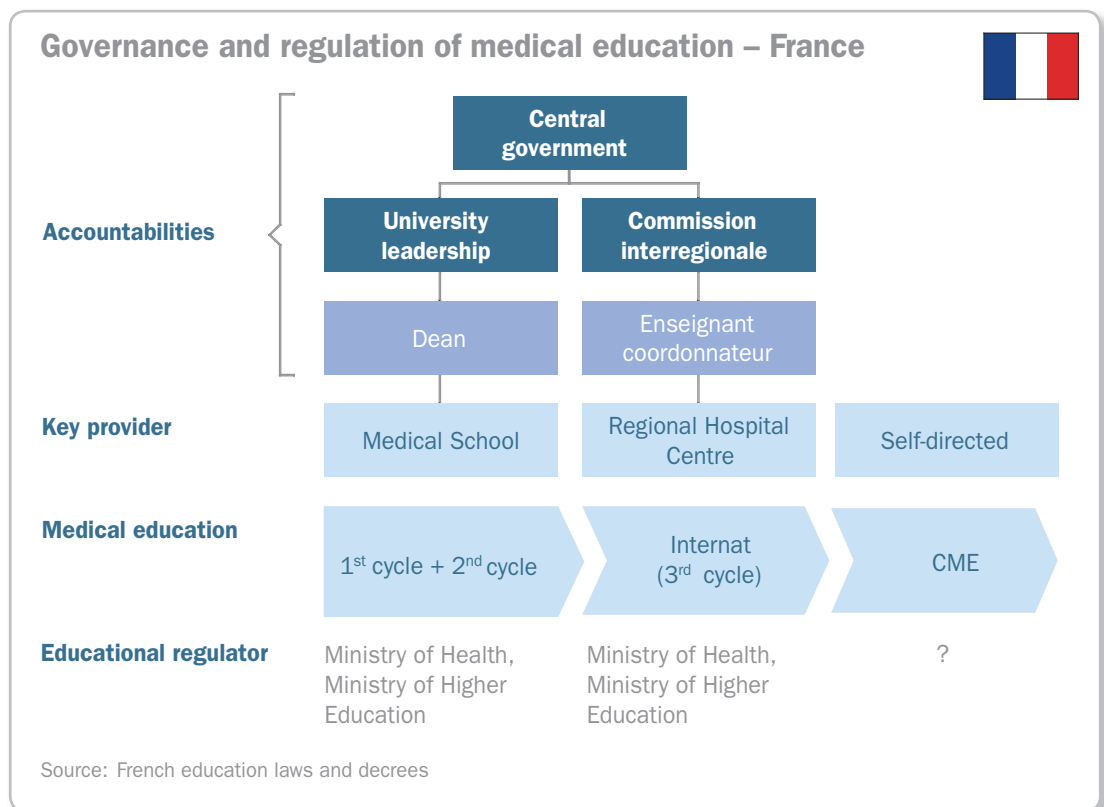 Governance and regulation of medical education – France
Central
government
Accountabilities
University
leadership
Commission
interregionale
Dean
Enseignant
coordonnateur
Key provider
Medical School
Regional Hospital
Centre
Self-directed
Medical education
1st cycle + 2nd cycle
Internat
(3rd cycle)
CME
Educational regulator
Ministry of Health,
Ministry of Higher
Education
Ministry of Health,
Ministry of Higher
Education
?
Source: French education laws and decrees